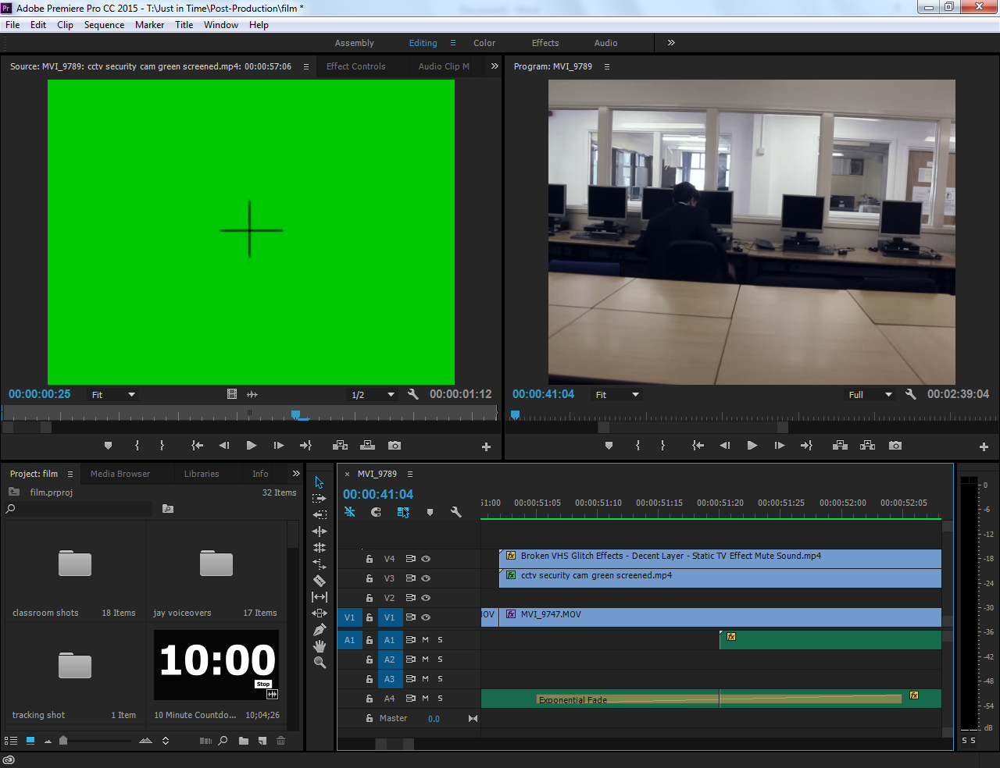 Pr Adobe Premiere Pro CC 2015 - T:\Just in Time\Post-Production\film *
File Edit Clip Sequence Marker Title Window Help
Assembly Editing Color Effects Audio
Source: MVI_9789: cctv security cam green screened.mp4: 00:00:57:06 Effect Controls Audio Clip M
Program: MVI_9789
00:00:00:25 Fit 1/2 00:00:01:12
00:00:41:04 Fit Full 00:02:39:04
Project: film Media Browser Libraries Info
film.prproj 32 Items
classroom shots 18 Items
jay voiceovers 17 Items
10:00
Stop
tracking shot 1 Item
10 Minute Countdo... 10;04;26
× MVI_9789
00:00:41:04
51:00 00:00:51:05 00:00:51:10 00:00:51:15 00:00:51:20 00:00:51:25 00:00:52:05
V4 fx Broken VHS Glitch Effects - Decent Layer - Static TV Effect Mute Sound.mp4
V3 fx cctv security cam green screened.mp4
V2
V1 V1 MOV fx MVI_9747.MOV
A1 A1 M S fx
A2 M S
A3 M S
A4 M S Exponential Fade fx
Master 0.0
0
-6
-12
-18
-24
-30
-36
-42
-48
-54
dB
S S